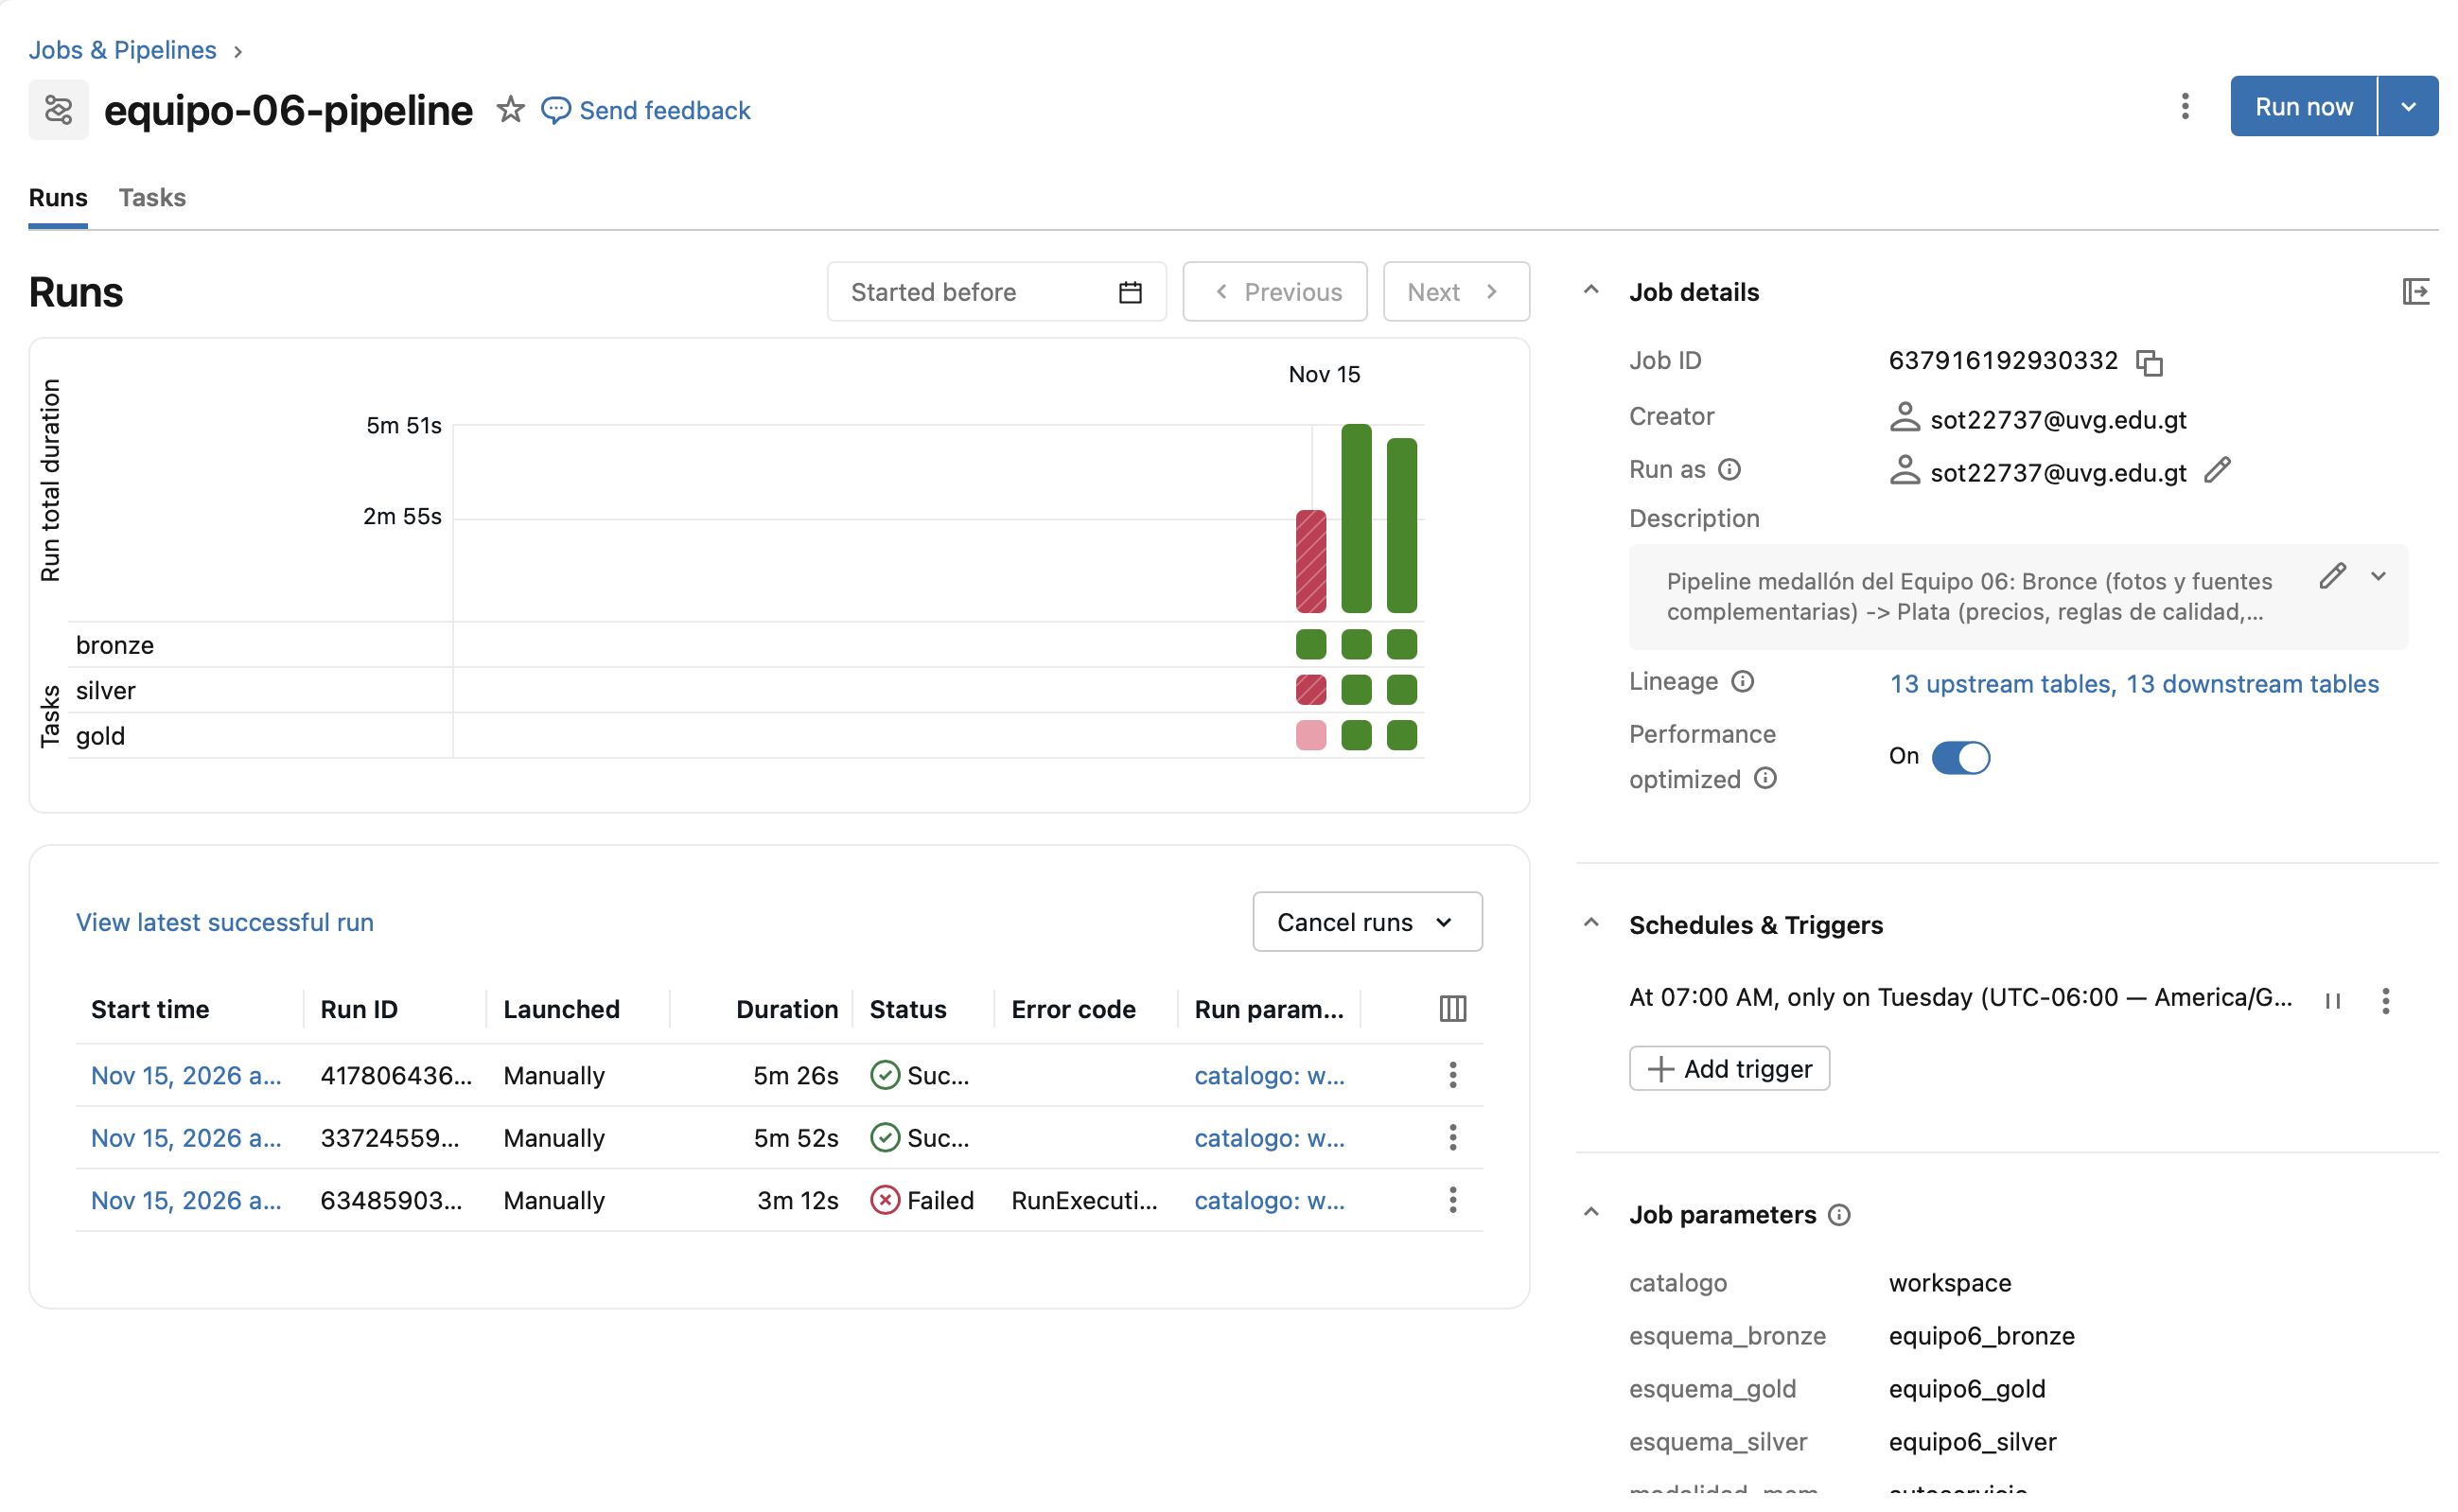 Jobs & Pipelines
equipo-06-pipeline
Send feedback
Run now
Runs
Tasks
Runs
Started before
Previous
Next
Nov 15
Run total duration
5m 51s
2m 55s
Tasks
bronze
silver
gold
View latest successful run
Cancel runs
Start time Run ID Launched Duration Status Error code Run param...
Nov 15, 2026 a... 417806436... Manually 5m 26s Suc... catalogo: w...
Nov 15, 2026 a... 33724559... Manually 5m 52s Suc... catalogo: w...
Nov 15, 2026 a... 63485903... Manually 3m 12s Failed RunExecuti... catalogo: w...
Job details
Job ID 637916192930332
Creator sot22737@uvg.edu.gt
Run as sot22737@uvg.edu.gt
Description
Pipeline medallón del Equipo 06: Bronce (fotos y fuentes
complementarias) -> Plata (precios, reglas de calidad,...
Lineage 13 upstream tables, 13 downstream tables
Performance
optimized
On
Schedules & Triggers
At 07:00 AM, only on Tuesday (UTC-06:00 — America/G...
Add trigger
Job parameters
catalogo workspace
esquema_bronze equipo6_bronze
esquema_gold equipo6_gold
esquema_silver equipo6_silver